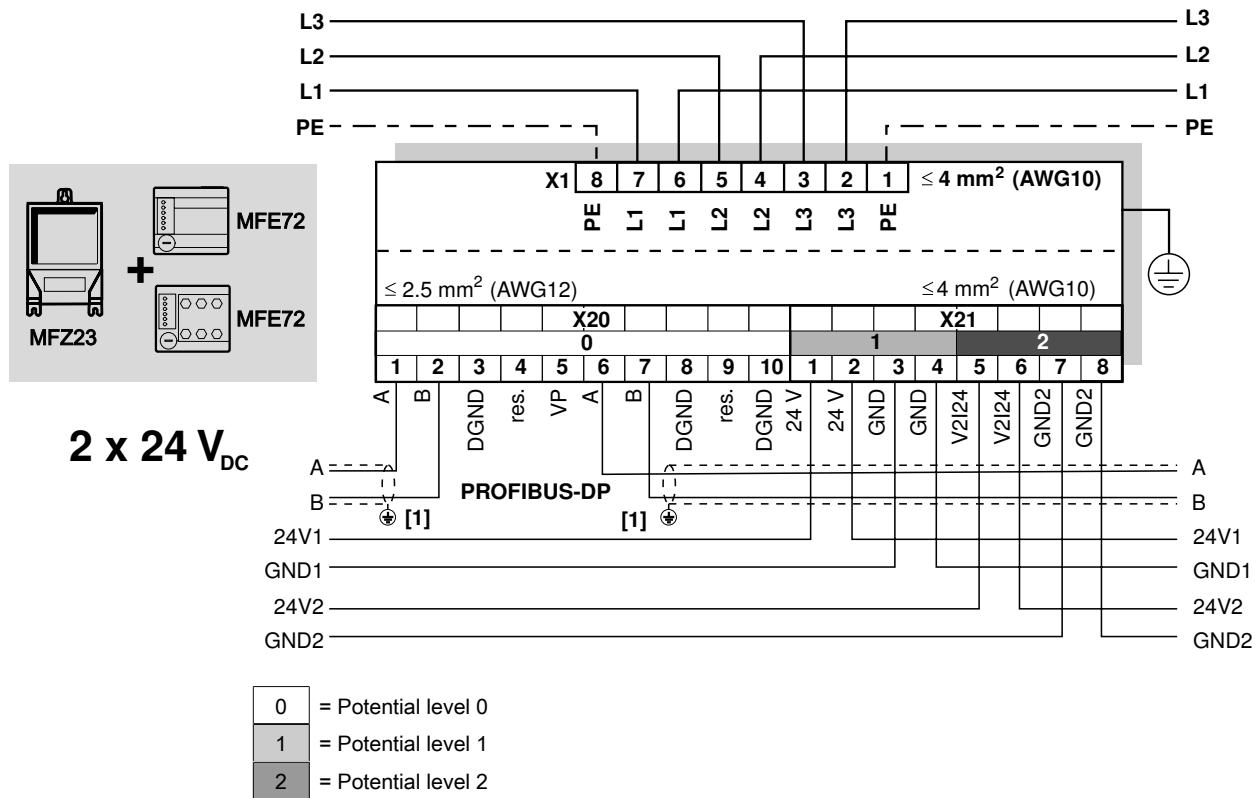 L3 L3
L2 L2
L1 L1
PE PE
X1 8 7 6 5 4 3 2 1 ≤ 4 mm² (AWG10)
PE L1 L1 L2 L2 L3 L3 PE
MFE72
+
MFE72
MFZ23
≤ 2.5 mm² (AWG12) ≤ 4 mm² (AWG10)
X20 X21
0 1 2
1 2 3 4 5 6 7 8 9 10 1 2 3 4 5 6 7 8
A B DGND res. VP A B DGND res. DGND 24 V 24 V GND GND V2I24 V2I24 GND2 GND2
2 x 24 VDC
A A
PROFIBUS-DP
B B
[1] [1]
24V1 24V1
GND1 GND1
24V2 24V2
GND2 GND2
0 = Potential level 0
1 = Potential level 1
2 = Potential level 2